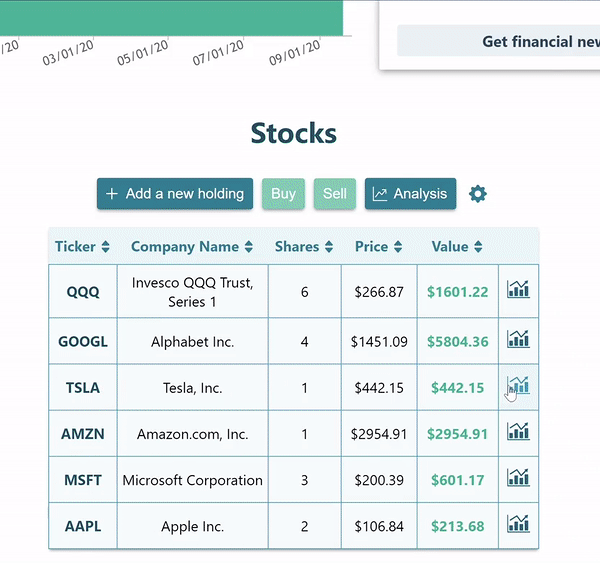 /20
03/01/20
05/01/20
07/01/20
09/01/20
Get financial new
Stocks
+ Add a new holding
Buy
Sell
Analysis
Ticker Company Name Shares Price Value
QQQ Invesco QQQ Trust, Series 1 6 $266.87 $1601.22
GOOGL Alphabet Inc. 4 $1451.09 $5804.36
TSLA Tesla, Inc. 1 $442.15 $442.15
AMZN Amazon.com, Inc. 1 $2954.91 $2954.91
MSFT Microsoft Corporation 3 $200.39 $601.17
AAPL Apple Inc. 2 $106.84 $213.68